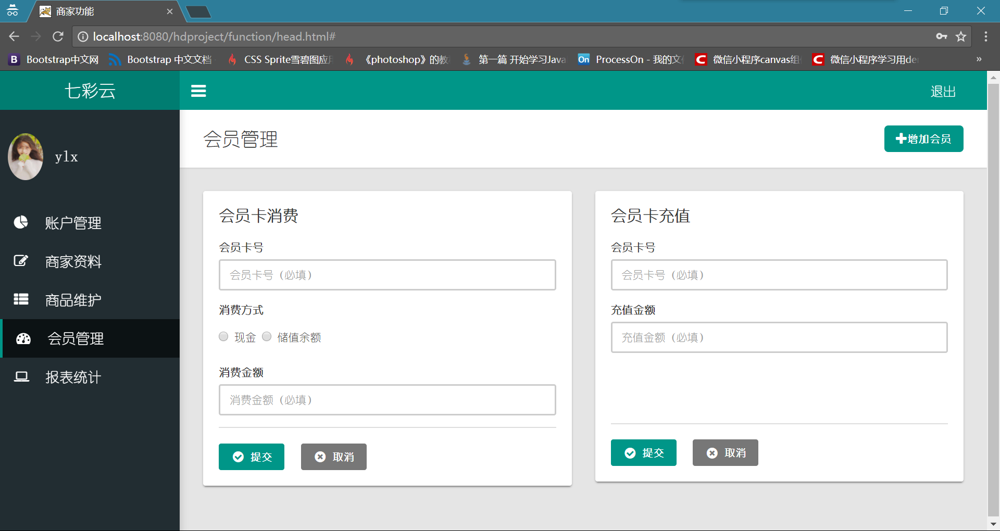 商家功能
localhost:8080/hdproject/function/head.html#
B Bootstrap中文网 Bootstrap 中文文档 CSS Sprite雪碧图应用 《photoshop》的教 第一篇 开始学习Java On ProcessOn - 我的文 C 微信小程序canvas组 C 微信小程序学习用de »
七彩云 退出
ylx
会员管理 增加会员
账户管理
商家资料
商品维护
会员管理
报表统计
会员卡消费
会员卡号
会员卡号（必填）
消费方式
现金 储值余额
消费金额
消费金额（必填）
提交 取消
会员卡充值
会员卡号
会员卡号（必填）
充值金额
充值金额（必填）
提交 取消